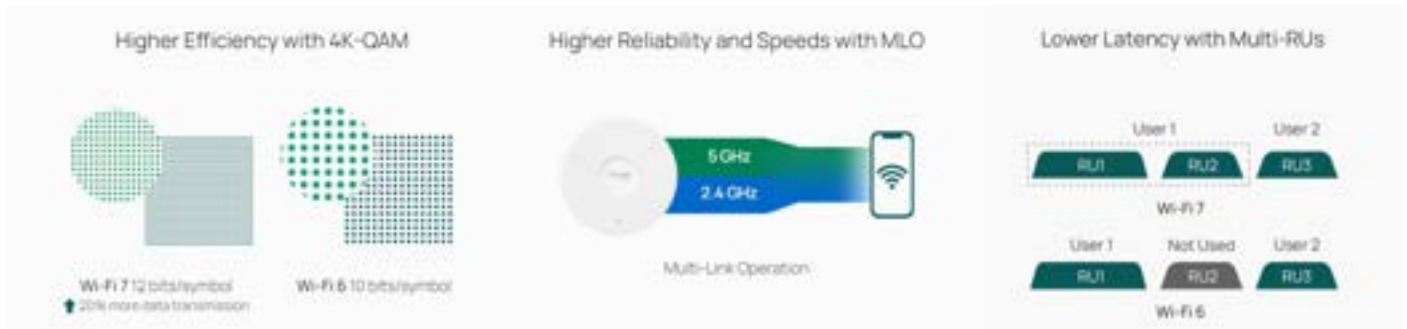 Higher Efficiency with 4K-QAM
Wi-Fi 7 12 bits/symbol
20% more data transmission
Wi-Fi 6 10 bits/symbol
Higher Reliability and Speeds with MLO
5 GHz
2.4 GHz
Multi-Link Operation
Lower Latency with Multi-RUs
User 1 User 2
RU1 RU2 RU3
Wi-Fi 7
User 1 Not Used User 2
RU1 RU2 RU3
Wi-Fi 6